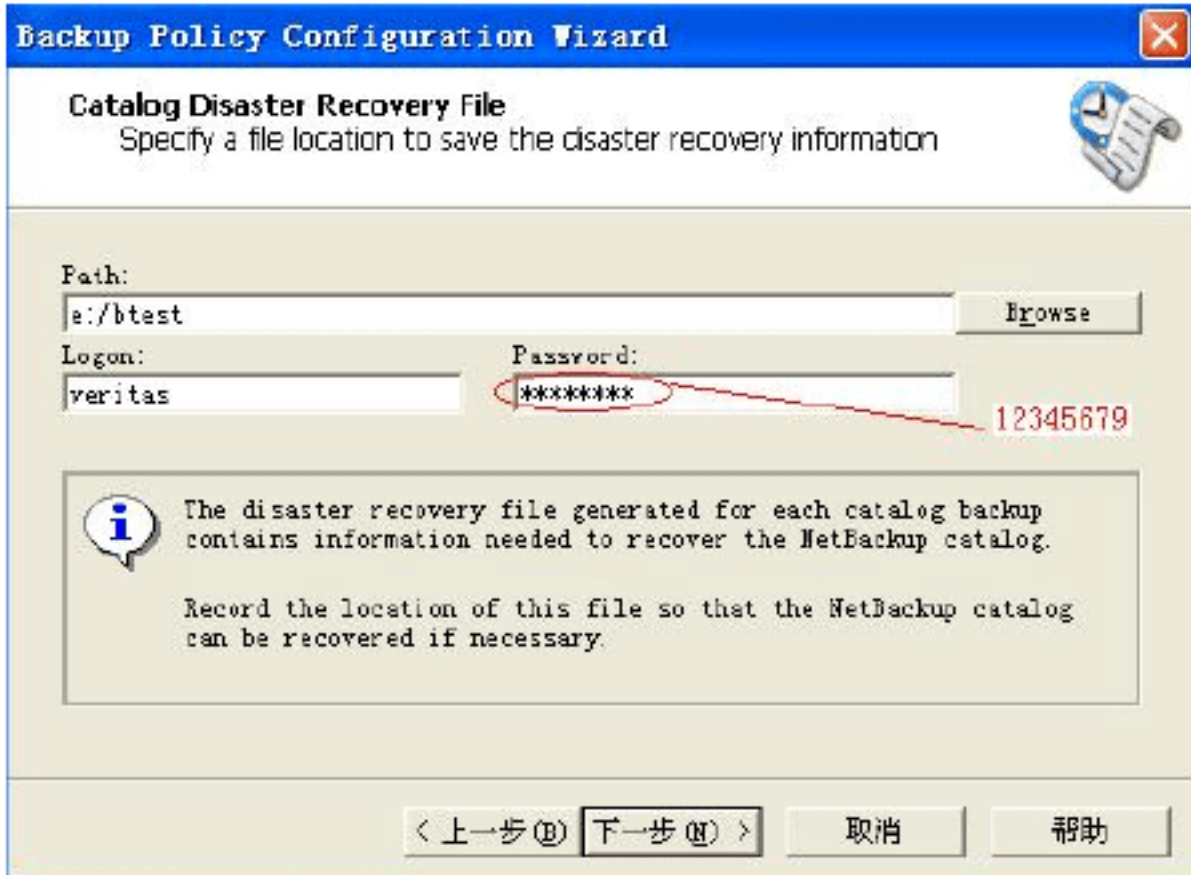 Backup Policy Configuration Wizard
Catalog Disaster Recovery File
Specify a file location to save the disaster recovery information
Path:
e:/btest
Browse
Logon:
Password:
veritas
********
12345679
The disaster recovery file generated for each catalog backup
contains information needed to recover the NetBackup catalog.
Record the location of this file so that the NetBackup catalog
can be recovered if necessary.
< 上一步(B) 下一步(N) > 取消 帮助